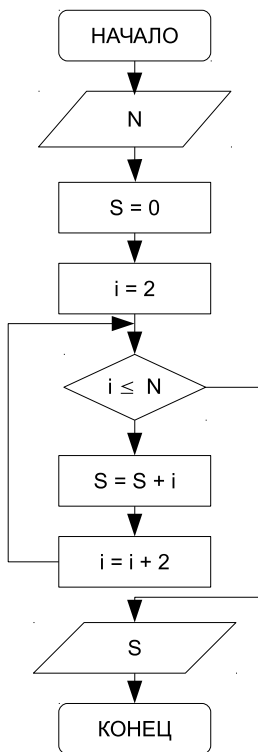 НАЧАЛО
N
S = 0
i = 2
i ≤ N
S = S + i
i = i + 2
S
КОНЕЦ